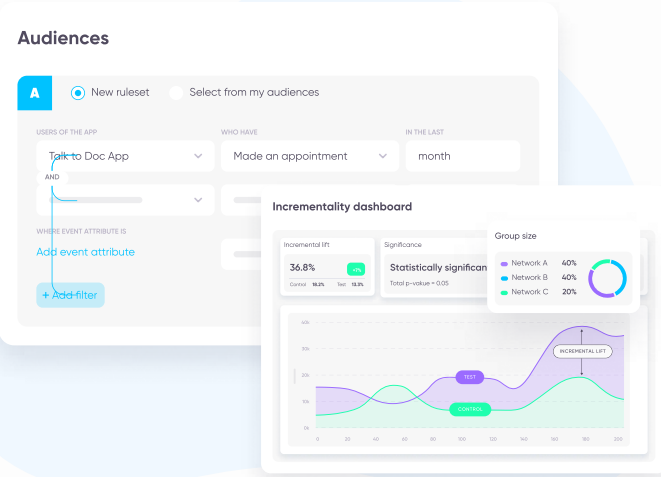 Audiences
A
New ruleset
Select from my audiences
USERS OF THE APP
WHO HAVE
IN THE LAST
Talk to Doc App
Made an appointment
month
AND
WHERE EVENT ATTRIBUTE IS
Add event attribute
+ Add filter
Incrementality dashboard
Incremental lift
36.8%
Control
Test
Significance
Statistically significan
Total p-vakue = 0.05
Group size
Network A 40%
Network B 40%
Network C 20%
40k
30k
20k
10k
TEST
CONTROL
INCREMENTAL LIFT
0 20 40 60 80 100 120 140 160 180 200